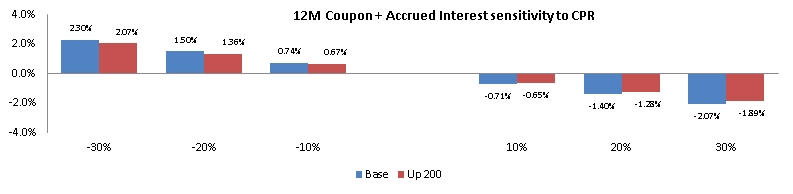 12M Coupon + Accrued Interest sensitivity to CPR
4.0%
2.30% 2.07% 1.50% 1.36% 0.74% 0.67%
2.0%
0.0%
-0.71% -0.65% -1.40% -1.28% -2.07% -1.89%
-2.0%
-4.0%
-30% -20% -10% 10% 20% 30%
Base Up 200